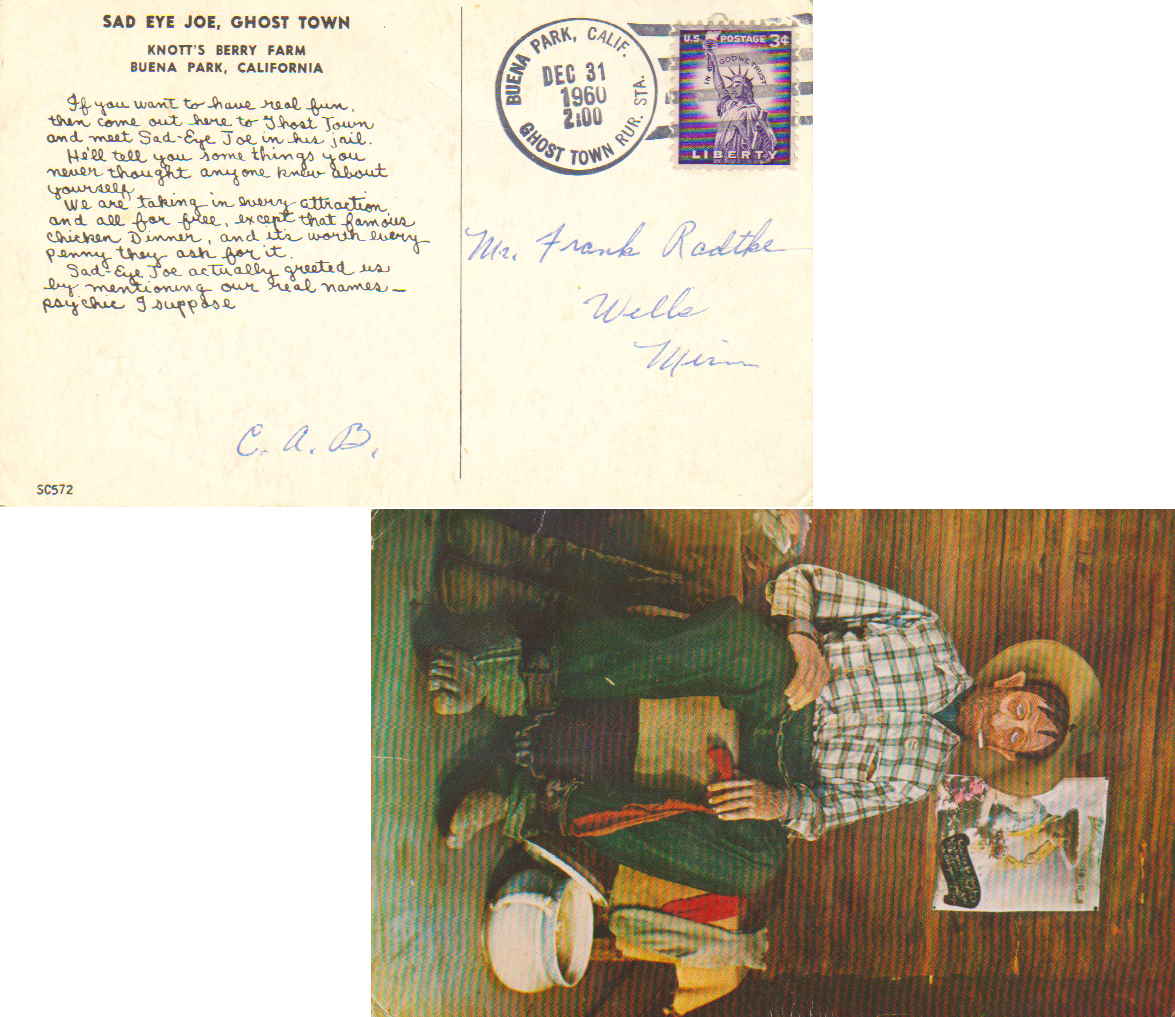 SAD EYE JOE, GHOST TOWN
KNOTT'S BERRY FARM
BUENA PARK, CALIFORNIA
If you want to have real fun,
then come out here to Ghost Town
and meet Sad-Eye Joe in his jail.
He'll tell you some things you
never thought anyone knew about
yourself.
We are taking in every attraction
and all for free, except that famous
Chicken Dinner, and it's worth every
penny they ask for it.
Sad-Eye Joe actually greeted us
by mentioning our real names—
psychic I suppose
C. A. B.
SC572
BUENA PARK, CALIF.
DEC 31
1960
2:00
GHOST TOWN RUR. STA.
U.S. POSTAGE 3¢
IN GOD WE TRUST
LIBERTY
Mr. Frank Radtke
Wells
Minn